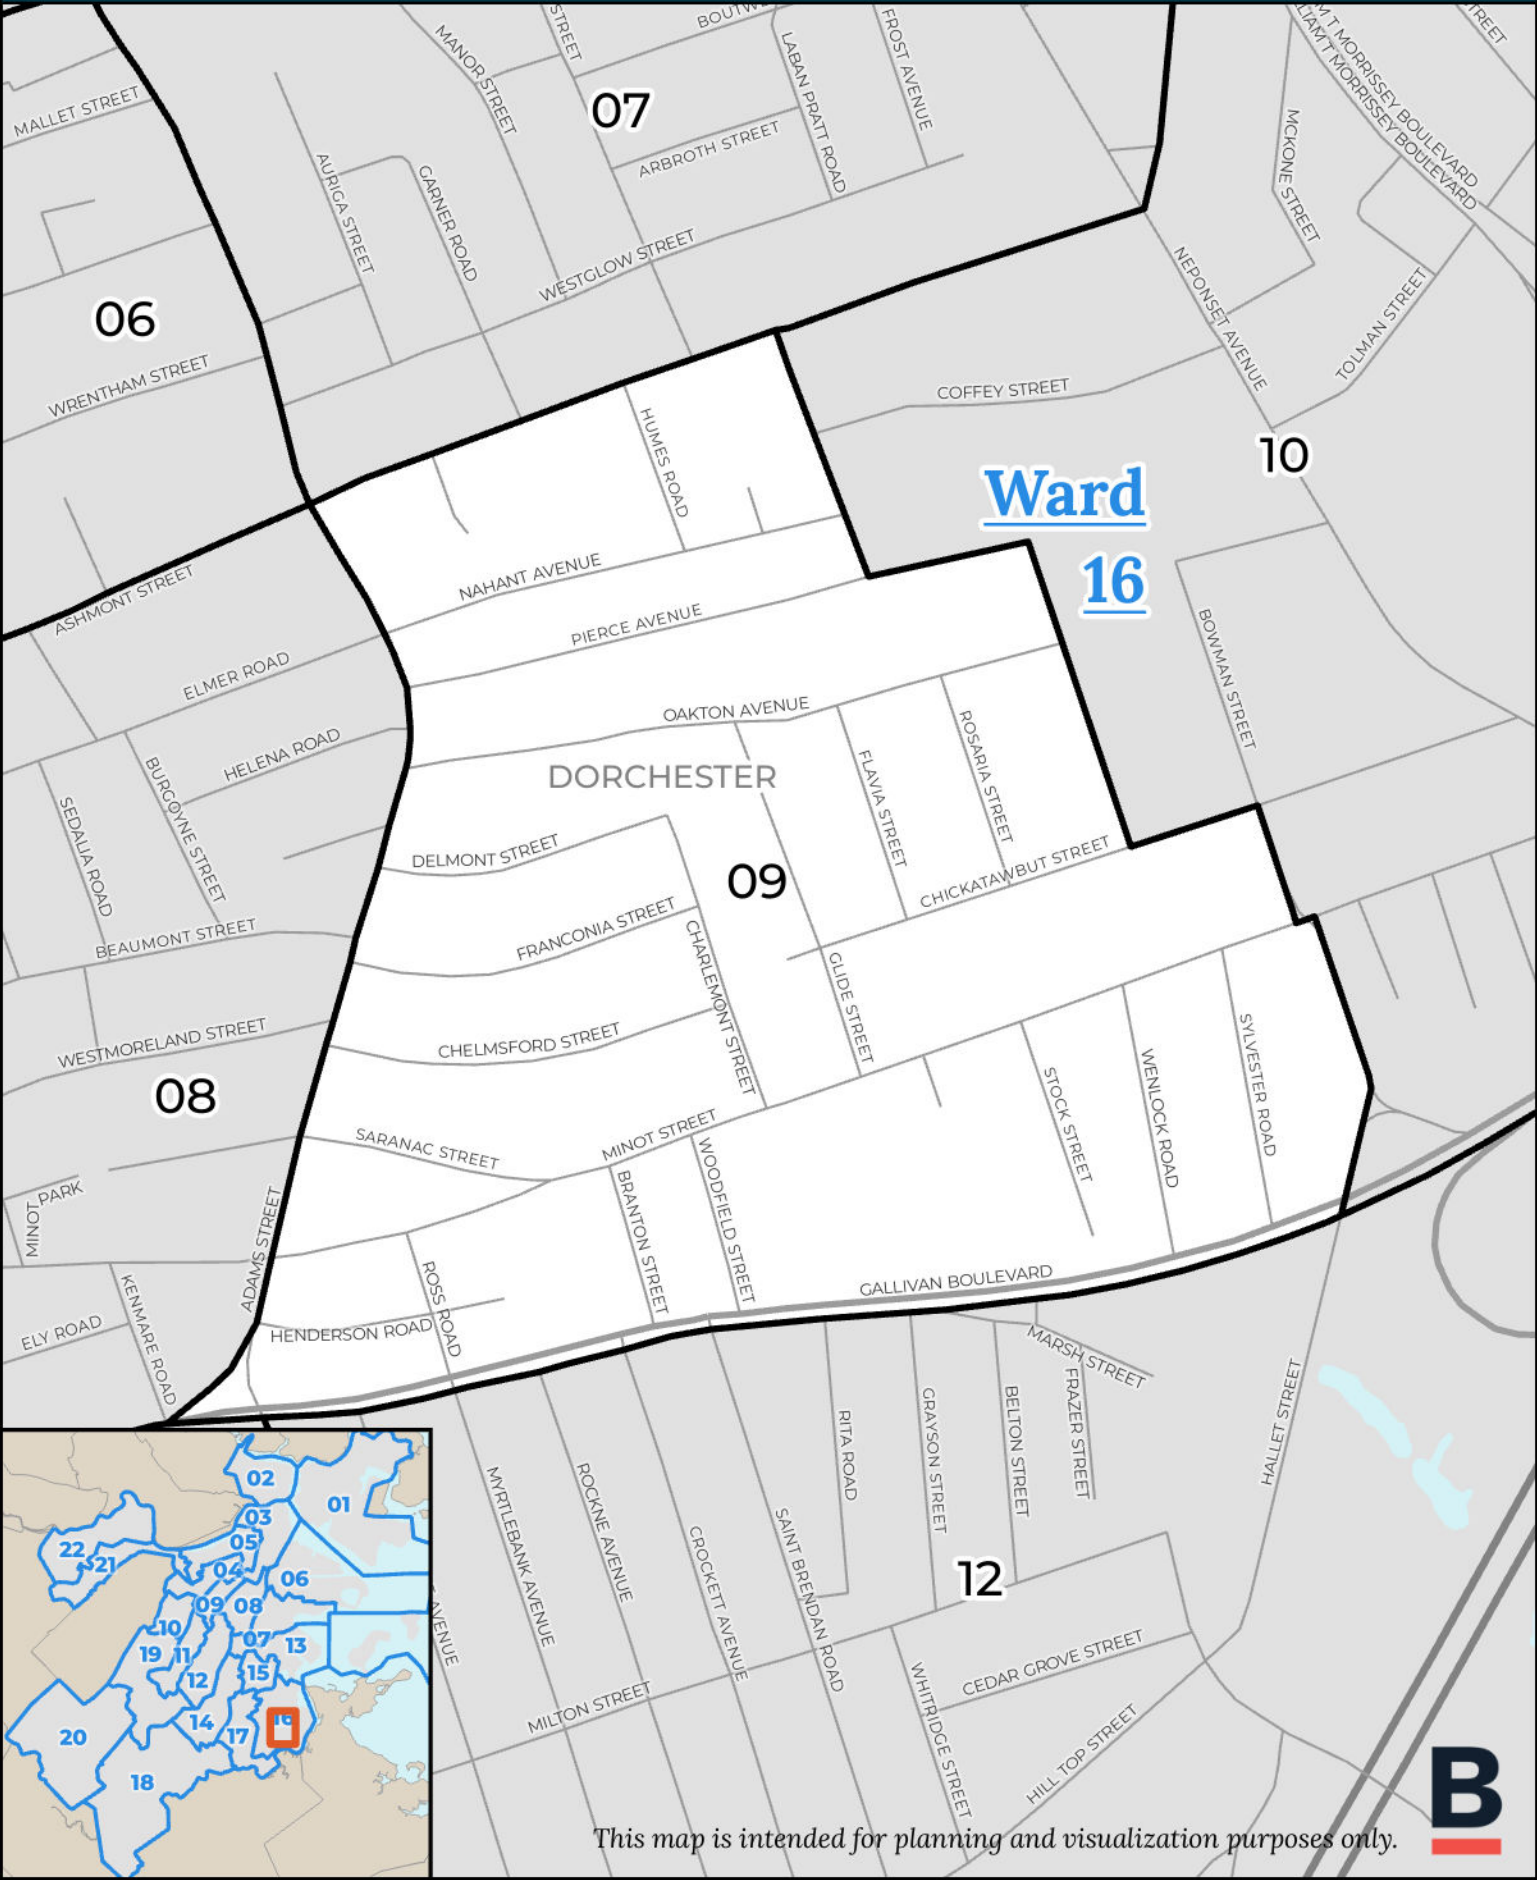 STREET
BOUTW
MANOR STREET
LABAN PRATT ROAD
FROST AVENUE
M T MORRISSEY BOULEVARD
LIAM T MORRISSEY BOULEVARD
TREET
MALLET STREET
07
ARBROTH STREET
MCKONE STREET
AURIGA STREET
GARNER ROAD
WESTGLOW STREET
NEPONSET AVENUE
TOLMAN STREET
06
WRENTHAM STREET
COFFEY STREET
HUMES ROAD
10
Ward
16
ASHMONT STREET
NAHANT AVENUE
PIERCE AVENUE
ELMER ROAD
BOWMAN STREET
HELENA ROAD
OAKTON AVENUE
ROSARIA STREET
DORCHESTER
FLAVIA STREET
BURGOYNE STREET
SEDALIA ROAD
DELMONT STREET
09
CHICKATAWBUT STREET
BEAUMONT STREET
FRANCONIA STREET
CHARLEMONT STREET
GLIDE STREET
WESTMORELAND STREET
CHELMSFORD STREET
SYLVESTER ROAD
WENLOCK ROAD
STOCK STREET
08
SARANAC STREET
MINOT STREET
WOODFIELD STREET
BRANTON STREET
MINOT PARK
ADAMS STREET
ROSS ROAD
GALLIVAN BOULEVARD
KENMARE ROAD
ELY ROAD
HENDERSON ROAD
MARSH STREET
FRAZER STREET
HALLET STREET
BELTON STREET
GRAYSON STREET
RITA ROAD
MYRTLEBANK AVENUE
ROCKNE AVENUE
CROCKETT AVENUE
SAINT BRENDAN ROAD
12
AVENUE
CEDAR GROVE STREET
WHITRIDGE STREET
MILTON STREET
HILL TOP STREET
02
01
03
05
22
21
04
06
09
08
10
07
13
19
11
12
15
14
17
16
20
18
B
This map is intended for planning and visualization purposes only.